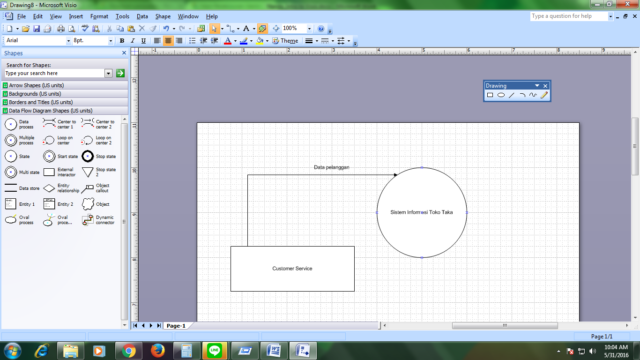 Drawing8 - Microsoft Visio
File Edit View Insert Format Tools Data Shape Window Help
Type a question for help
100%
Arial
8pt.
Theme
Shapes
Search for Shapes:
Type your search here
Arrow Shapes (US units)
Backgrounds (US units)
Borders and Titles (US units)
Data Flow Diagram Shapes (US units)
Data process
Center to center 1
Center to center 2
Multiple process
Loop on center
Loop on center 2
State
Start state
Stop state
Multi state
External interactor
Stop state 2
Data store
Entity relationship
Object callout
Entity 1
Entity 2
Object
Oval process
Oval proce...
Dynamic connector
Drawing
Data pelanggan
Sistem Informasi Toko Taka
Customer Service
Page-1
Page 1/1
LINE
10:04 AM
5/31/2016